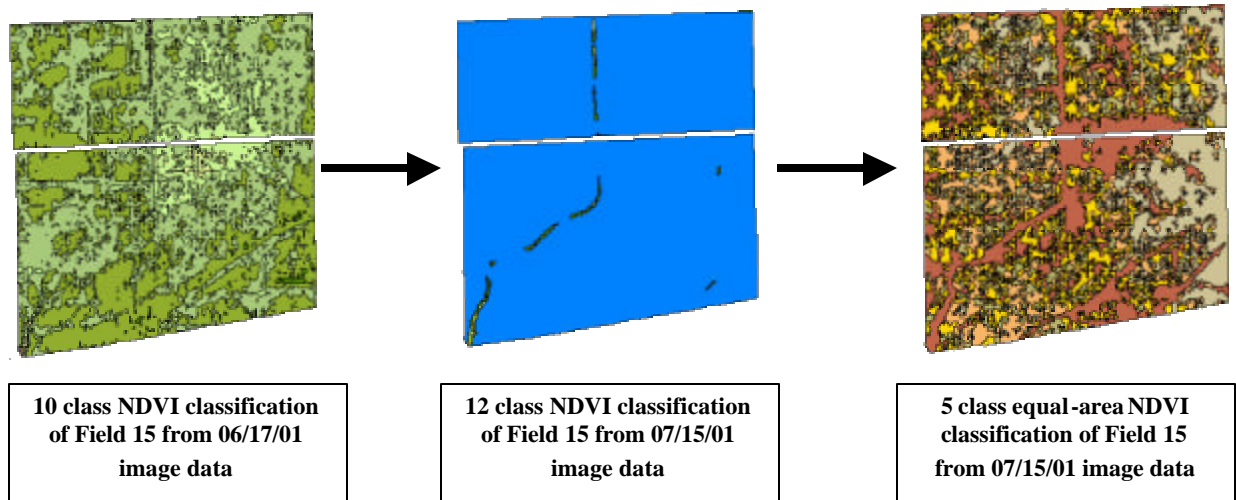 10 class NDVI classification
of Field 15 from 06/17/01
image data
12 class NDVI classification
of Field 15 from 07/15/01
image data
5 class equal-area NDVI
classification of Field 15
from 07/15/01 image data